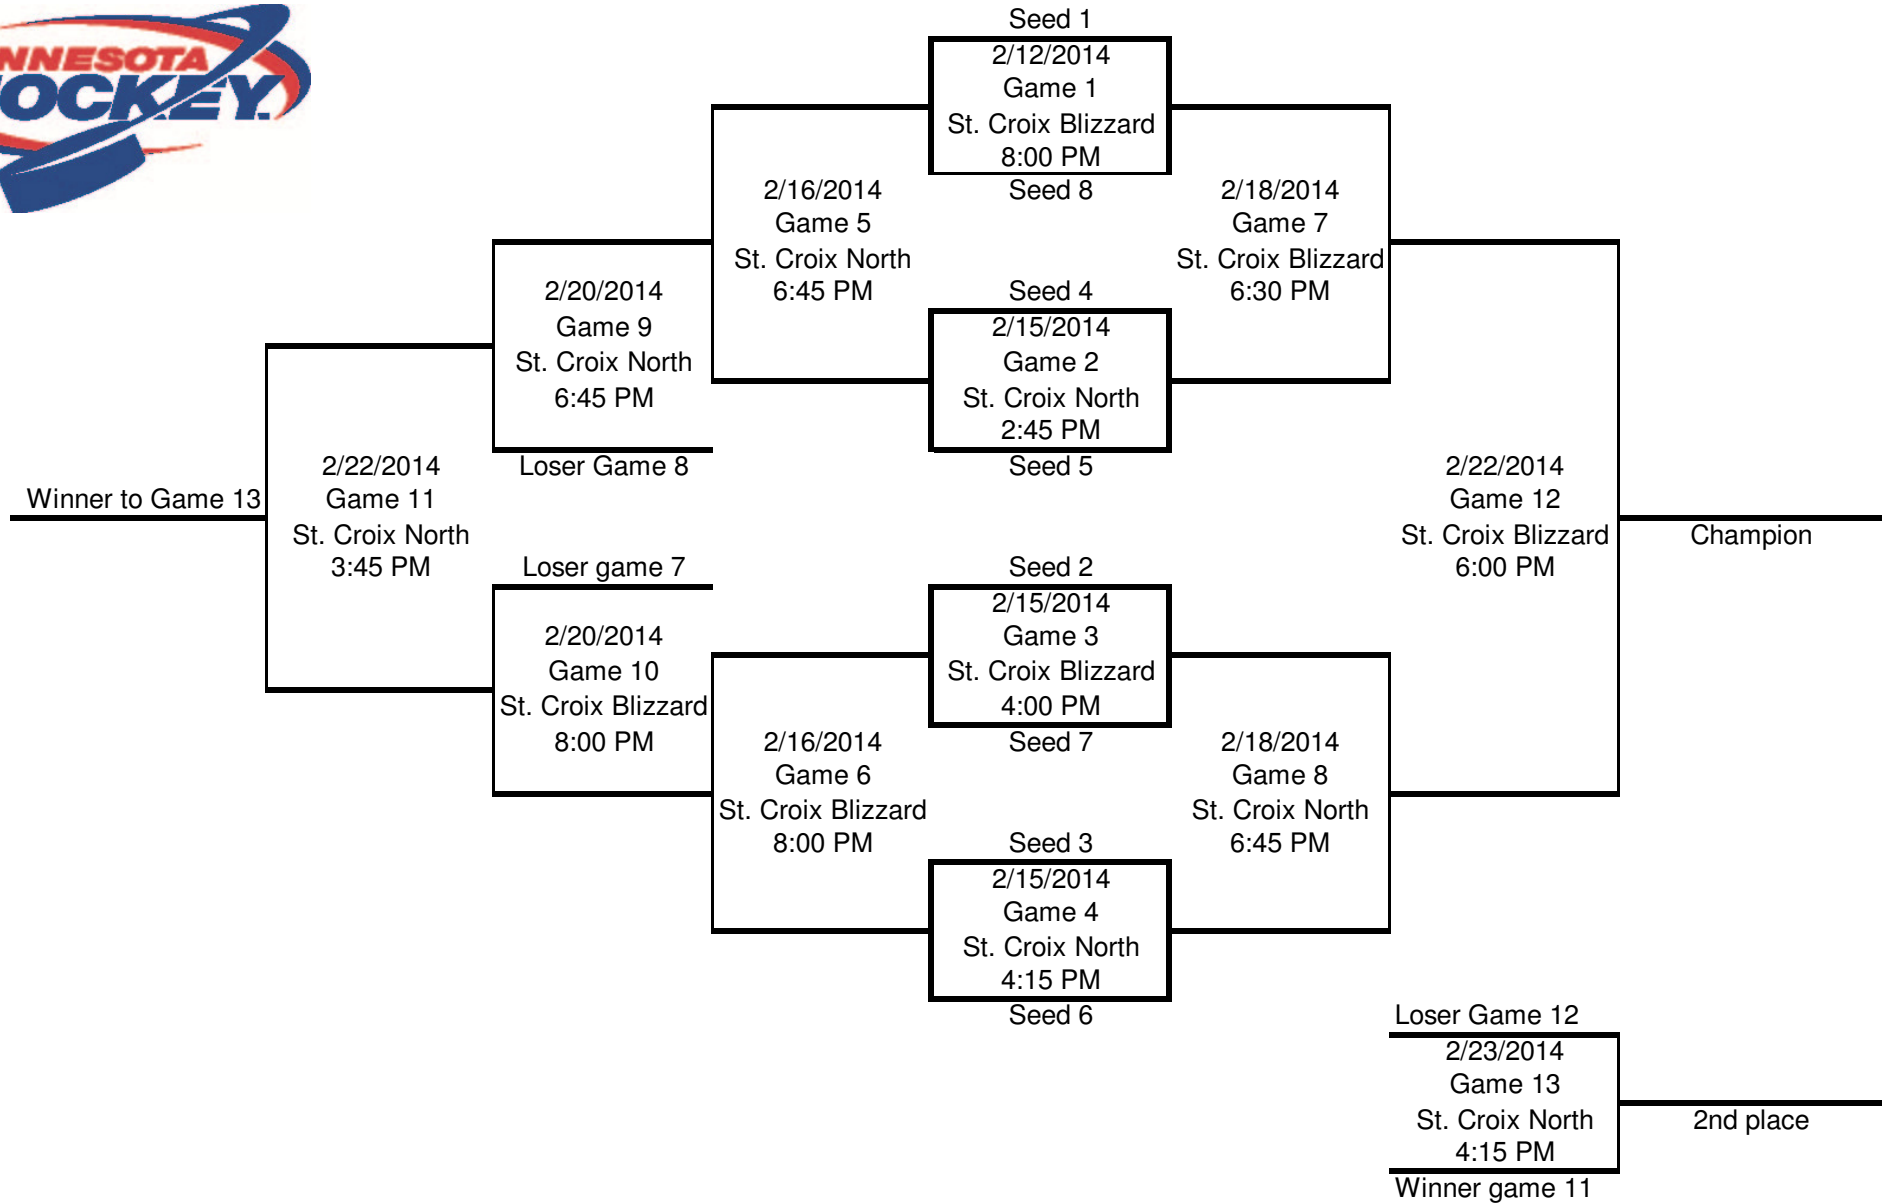 NNESOTA
OCKEY.
Seed 1
2/12/2014
Game 1
St. Croix Blizzard
8:00 PM
Seed 8
2/16/2014
Game 5
St. Croix North
6:45 PM
2/18/2014
Game 7
St. Croix Blizzard
6:30 PM
2/20/2014
Game 9
St. Croix North
6:45 PM
Loser Game 8
Seed 4
2/15/2014
Game 2
St. Croix North
2:45 PM
Seed 5
Winner to Game 13
2/22/2014
Game 11
St. Croix North
3:45 PM
2/22/2014
Game 12
St. Croix Blizzard
6:00 PM
Champion
Loser game 7
2/20/2014
Game 10
St. Croix Blizzard
8:00 PM
Seed 2
2/15/2014
Game 3
St. Croix Blizzard
4:00 PM
Seed 7
2/16/2014
Game 6
St. Croix Blizzard
8:00 PM
2/18/2014
Game 8
St. Croix North
6:45 PM
Seed 3
2/15/2014
Game 4
St. Croix North
4:15 PM
Seed 6
Loser Game 12
2/23/2014
Game 13
St. Croix North
4:15 PM
Winner game 11
2nd place